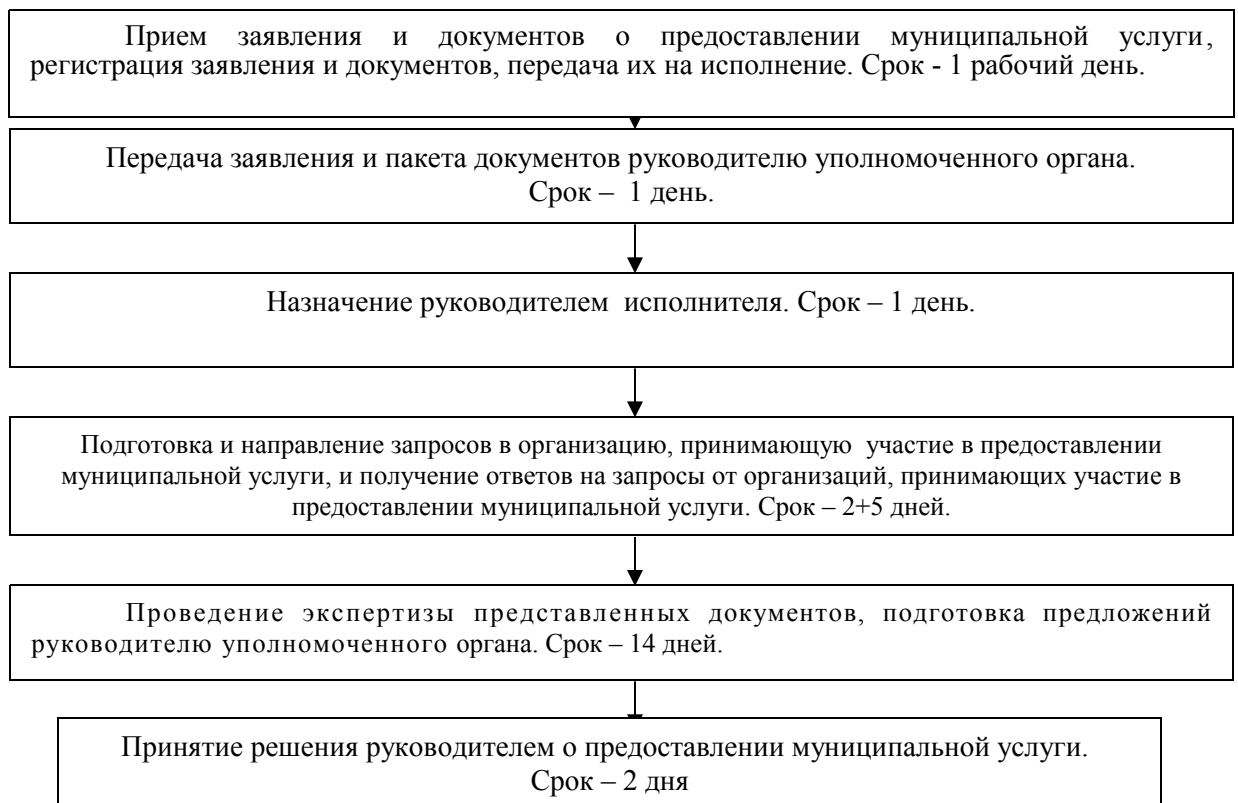 Прием заявления и документов о предоставлении муниципальной услуги,
регистрация заявления и документов, передача их на исполнение. Срок - 1 рабочий день.
Передача заявления и пакета документов руководителю уполномоченного органа.
Срок – 1 день.
Назначение руководителем исполнителя. Срок – 1 день.
Подготовка и направление запросов в организацию, принимающую участие в предоставлении
муниципальной услуги, и получение ответов на запросы от организаций, принимающих участие в
предоставлении муниципальной услуги. Срок – 2+5 дней.
Проведение экспертизы представленных документов, подготовка предложений
руководителю уполномоченного органа. Срок – 14 дней.
Принятие решения руководителем о предоставлении муниципальной услуги.
Срок – 2 дня